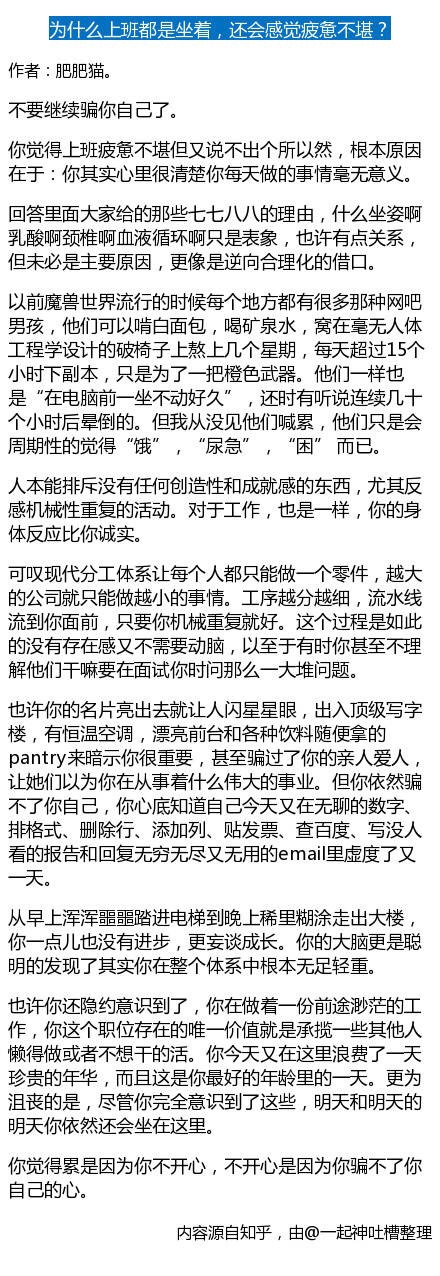 为什么上班都是坐着，还会感觉疲惫不堪？
作者：肥肥猫。
不要继续骗你自己了。
你觉得上班疲惫不堪但又说不出个所以然，根本原因
在于：你其实心里很清楚你每天做的事情毫无意义。
回答里面大家给的那些七七八八的理由，什么坐姿啊
乳酸啊颈椎啊血液循环啊只是表象，也许有点关系，
但未必是主要原因，更像是逆向合理化的借口。
以前魔兽世界流行的时候每个地方都有很多那种网吧
男孩，他们可以啃白面包，喝矿泉水，窝在毫无人体
工程学设计的破椅子上熬上几个星期，每天超过15个
小时下副本，只是为了一把橙色武器。他们一样也
是“在电脑前一坐不动好久”，还时有听说连续几十
个小时后晕倒的。但我从没见他们喊累，他们只是会
周期性的觉得“饿”，“尿急”，“困” 而已。
人本能排斥没有任何创造性和成就感的东西，尤其反
感机械性重复的活动。对于工作，也是一样，你的身
体反应比你诚实。
可叹现代分工体系让每个人都只能做一个零件，越大
的公司就只能做越小的事情。工序越分越细，流水线
流到你面前，只要你机械重复就好。这个过程是如此
的没有存在感又不需要动脑，以至于有时你甚至不理
解他们干嘛要在面试你时问那么一大堆问题。
也许你的名片亮出去就让人闪星星眼，出入顶级写字
楼，有恒温空调，漂亮前台和各种饮料随便拿的
pantry来暗示你很重要，甚至骗过了你的亲人爱人，
让她们以为你在从事着什么伟大的事业。但你依然骗
不了你自己，你心底知道自己今天又在无聊的数字、
排格式、删除行、添加列、贴发票、查百度、写没人
看的报告和回复无穷无尽又无用的email里虚度了又
一天。
从早上浑浑噩噩踏进电梯到晚上稀里糊涂走出大楼，
你一点儿也没有进步，更妄谈成长。你的大脑更是聪
明的发现了其实你在整个体系中根本无足轻重。
也许你还隐约意识到了，你在做着一份前途渺茫的工
作，你这个职位存在的唯一价值就是承揽一些其他人
懒得做或者不想干的活。你今天又在这里浪费了一天
珍贵的年华，而且这是你最好的年龄里的一天。更为
沮丧的是，尽管你完全意识到了这些，明天和明天的
明天你依然还会坐在这里。
你觉得累是因为你不开心，不开心是因为你骗不了你
自己的心。
内容源自知乎，由@一起神吐槽整理